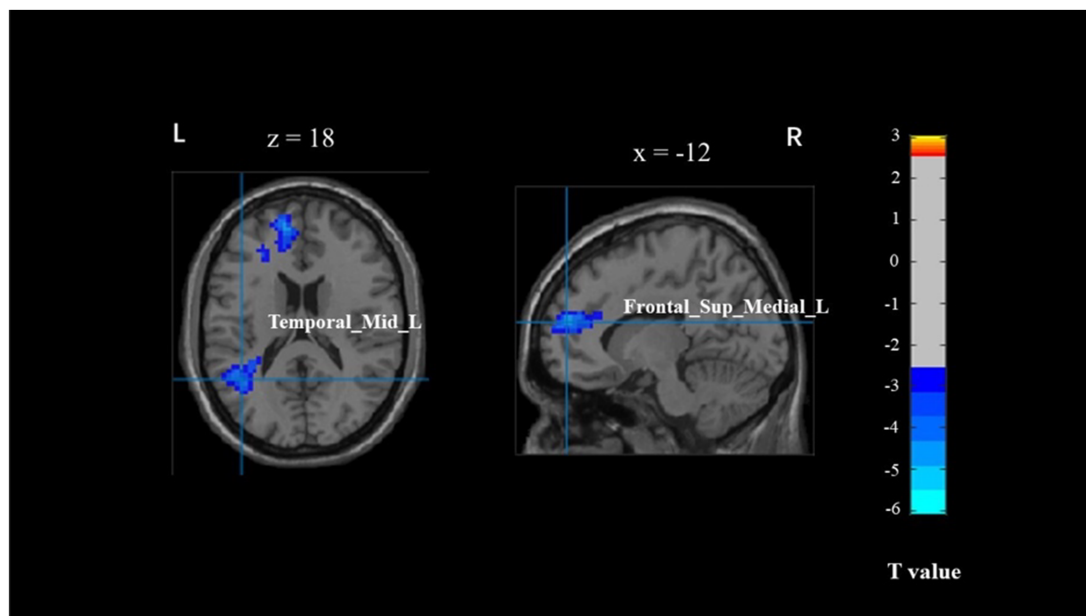 L
z = 18
x = -12
R
Temporal_Mid_L
Frontal_Sup_Medial_L
3
2
1
0
-1
-2
-3
-4
-5
-6
T value